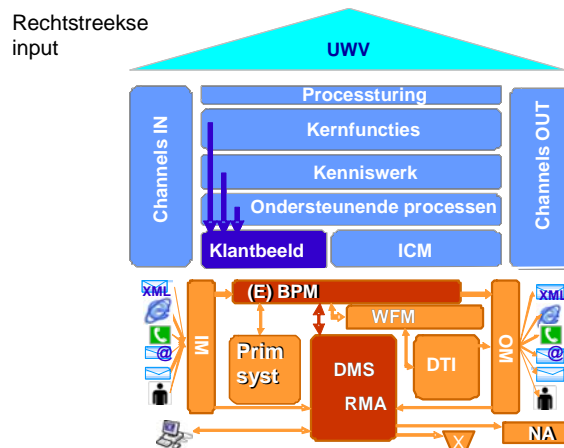 Rechtstreekse
input
UWV
Channels IN
Processturing
Kernfuncties
Kenniswerk
Ondersteunende processen
Klantbeeld
ICM
Channels OUT
XML
@
IM
(E) BPM
WFM
Prim
syst
DMS
RMA
DTI
OM
XML
@
X
NA